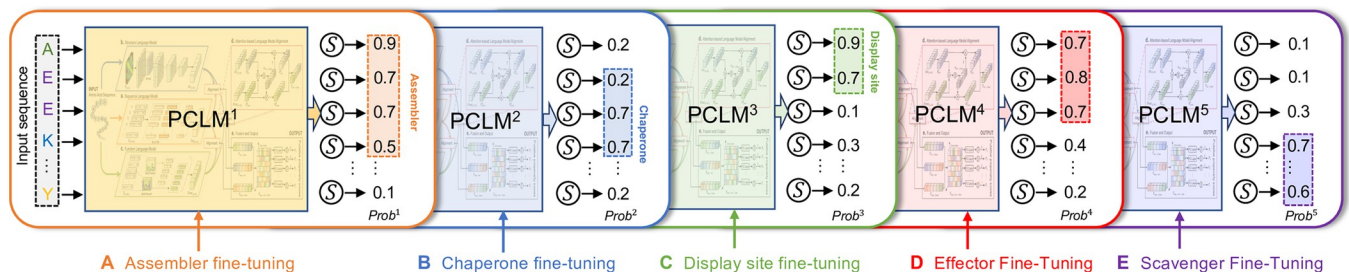 Input sequence
A
E
E
K
⋮
Y
PCLM¹
S 0.9
S 0.7
S 0.7
S 0.5
⋮ ⋮
S 0.1
Prob¹
Assembler
PCLM²
S 0.2
S 0.2
S 0.7
S 0.7
⋮ ⋮
S 0.2
Prob²
Chaperone
PCLM³
S 0.9
S 0.7
S 0.1
S 0.3
⋮ ⋮
S 0.2
Prob³
Display site
PCLM⁴
S 0.7
S 0.8
S 0.7
S 0.4
⋮ ⋮
S 0.2
Prob⁴
PCLM⁵
S 0.1
S 0.1
S 0.3
S 0.7
⋮ ⋮
S 0.6
Prob⁵
A Assembler fine-tuning
B Chaperone fine-tuning
C Display site fine-tuning
D Effector Fine-Tuning
E Scavenger Fine-Tuning